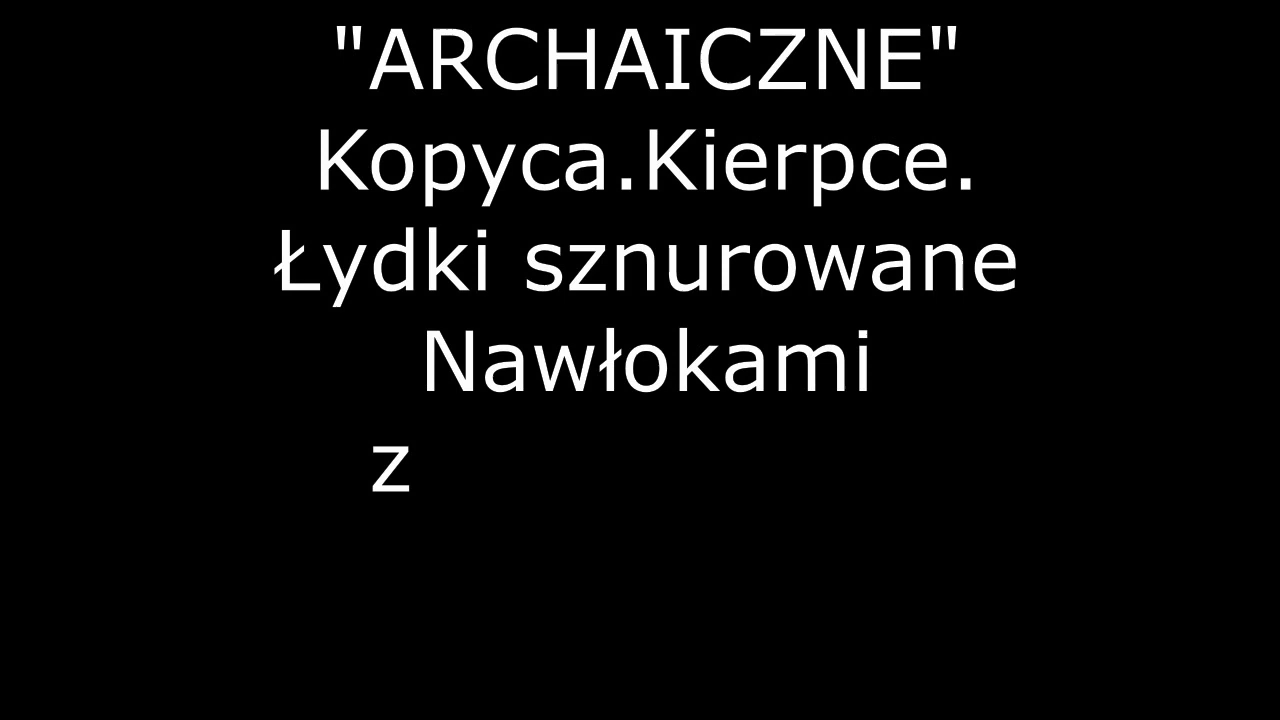 "ARCHAICZNE"
Kopyca.Kierpce.
Łydki sznurowane
Nawłokami
z